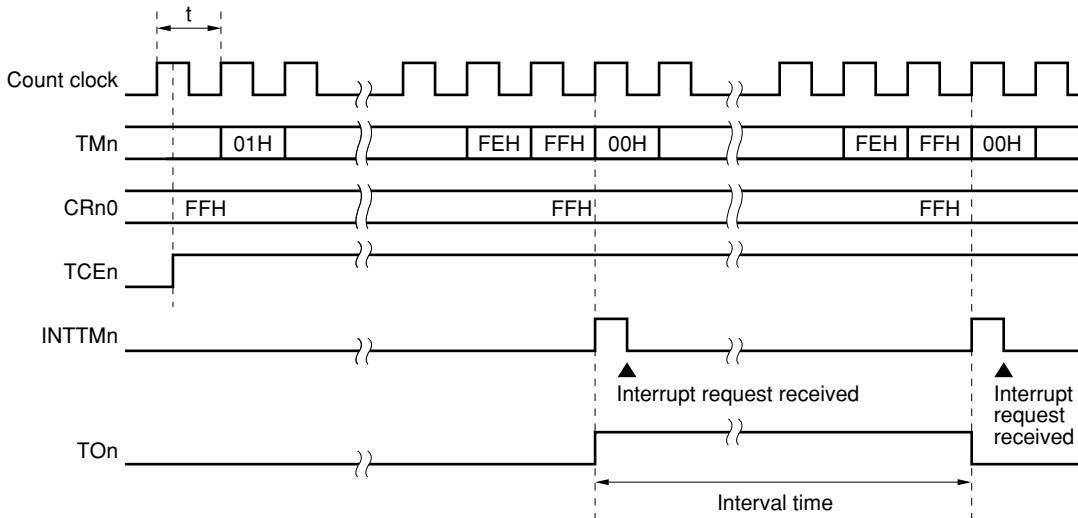 t
Count clock
TMn
01H
FEH
FFH
00H
FEH
FFH
00H
CRn0
FFH
FFH
FFH
TCEn
INTTMn
Interrupt request received
Interrupt
request
received
TOn
Interval time